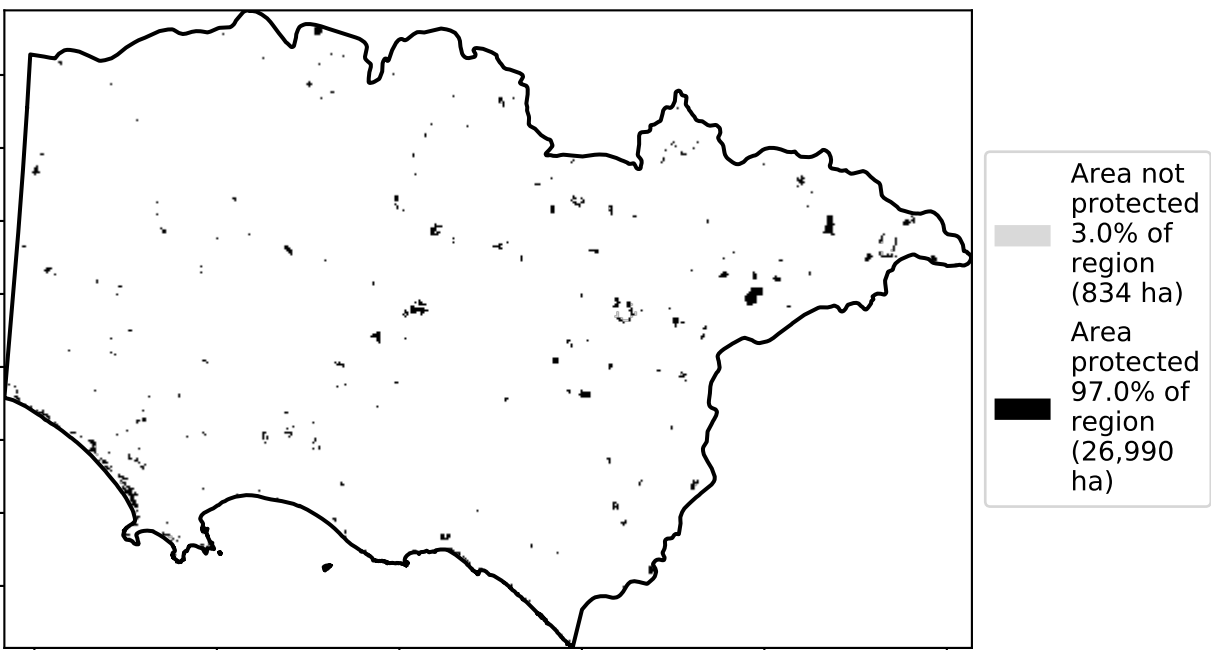 Area not
protected
3.0% of
region
(834 ha)
Area
protected
97.0% of
region
(26,990
ha)